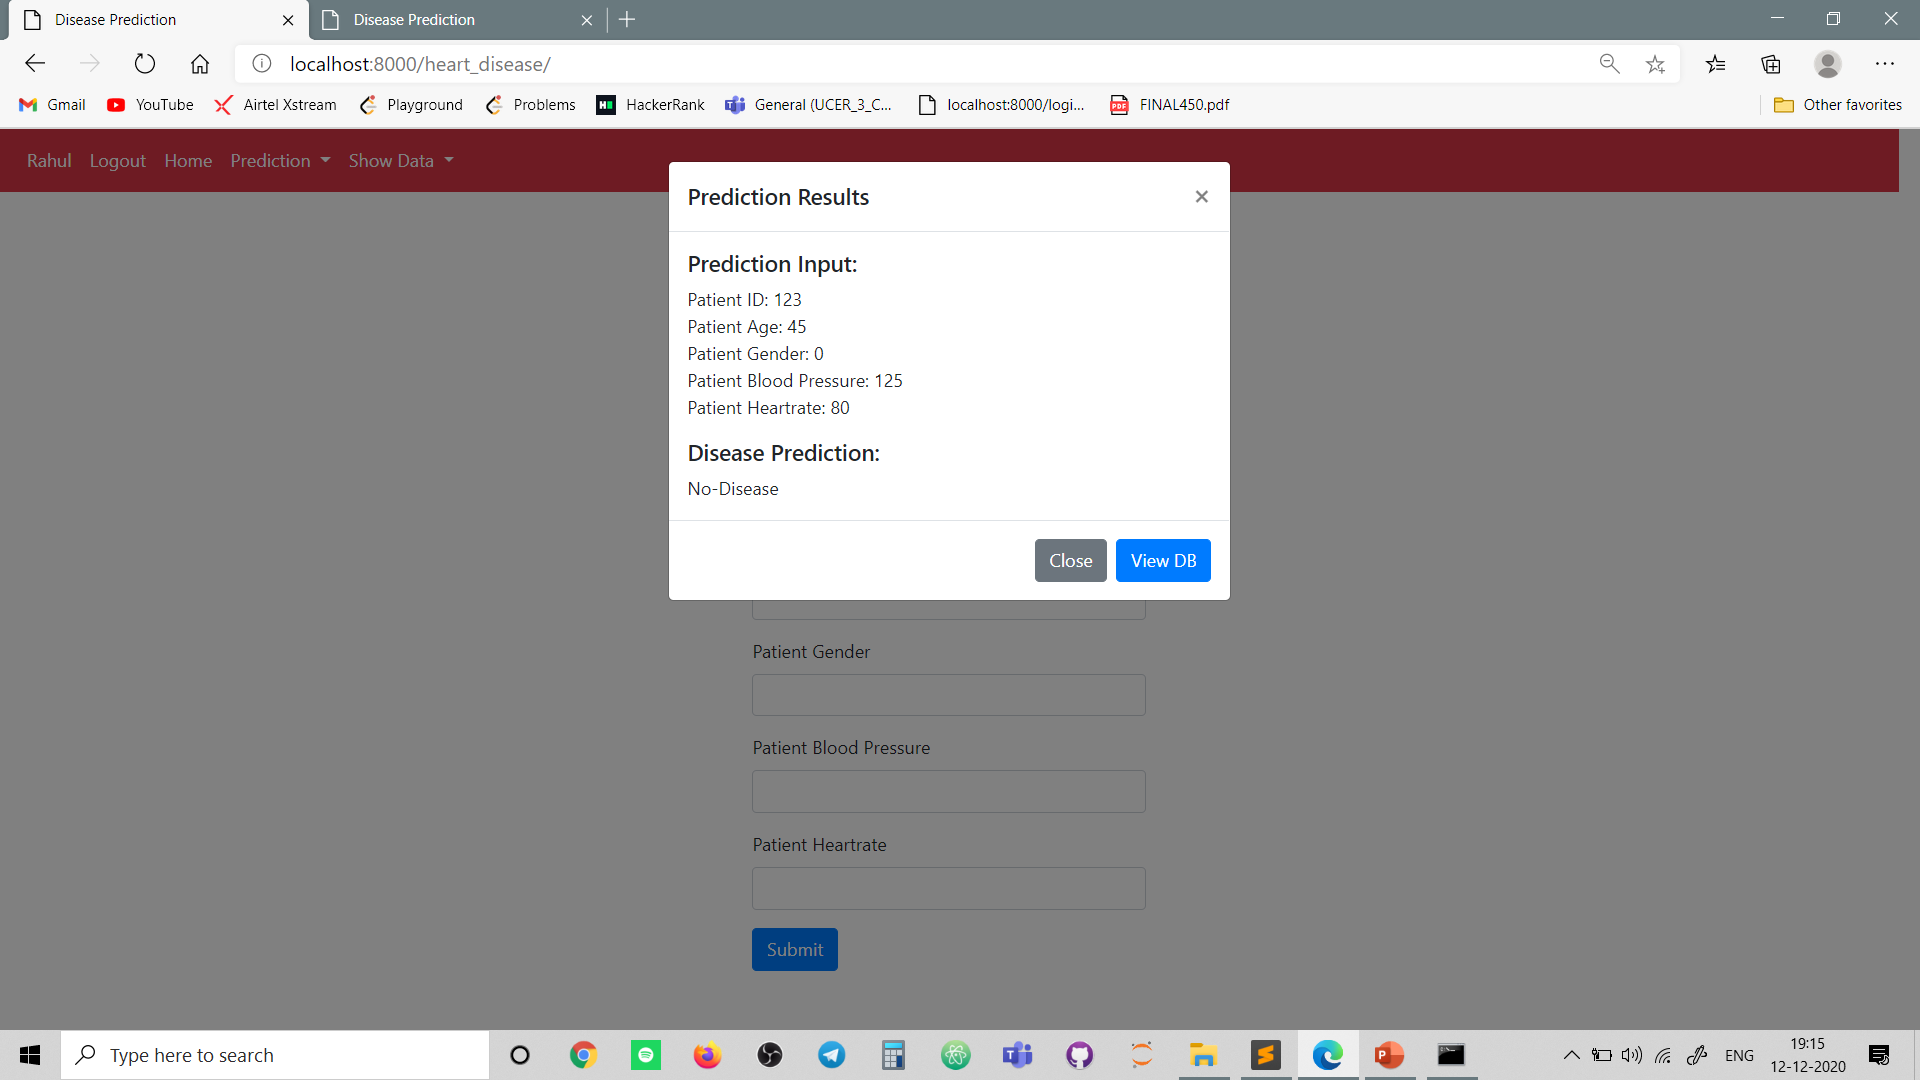 Disease Prediction
Disease Prediction
localhost:8000/heart_disease/
Gmail
YouTube
Airtel Xstream
Playground
Problems
HackerRank
General (UCER_3_C...
localhost:8000/logi...
FINAL450.pdf
Other favorites
Rahul
Logout
Home
Prediction
Show Data
Prediction Results
Prediction Input:
Patient ID: 123
Patient Age: 45
Patient Gender: 0
Patient Blood Pressure: 125
Patient Heartrate: 80
Disease Prediction:
No-Disease
Close
View DB
Patient Gender
Patient Blood Pressure
Patient Heartrate
Submit
Type here to search
ENG
19:15
12-12-2020